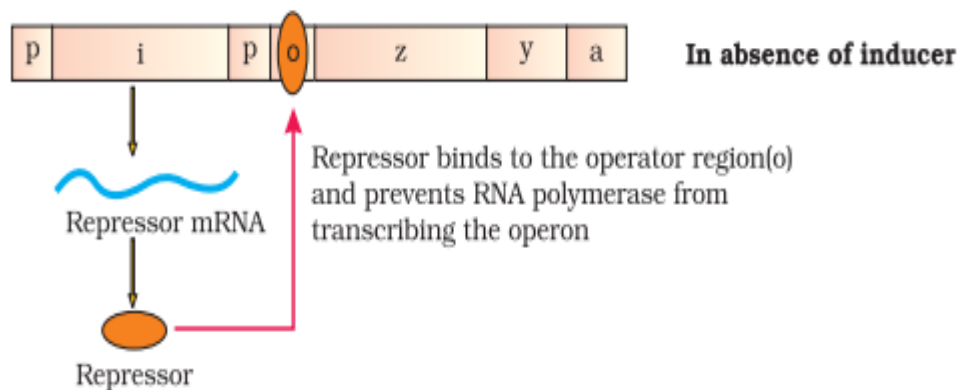 p i p o z y a
In absence of inducer
Repressor binds to the operator region(o)
and prevents RNA polymerase from
transcribing the operon
Repressor mRNA
Repressor